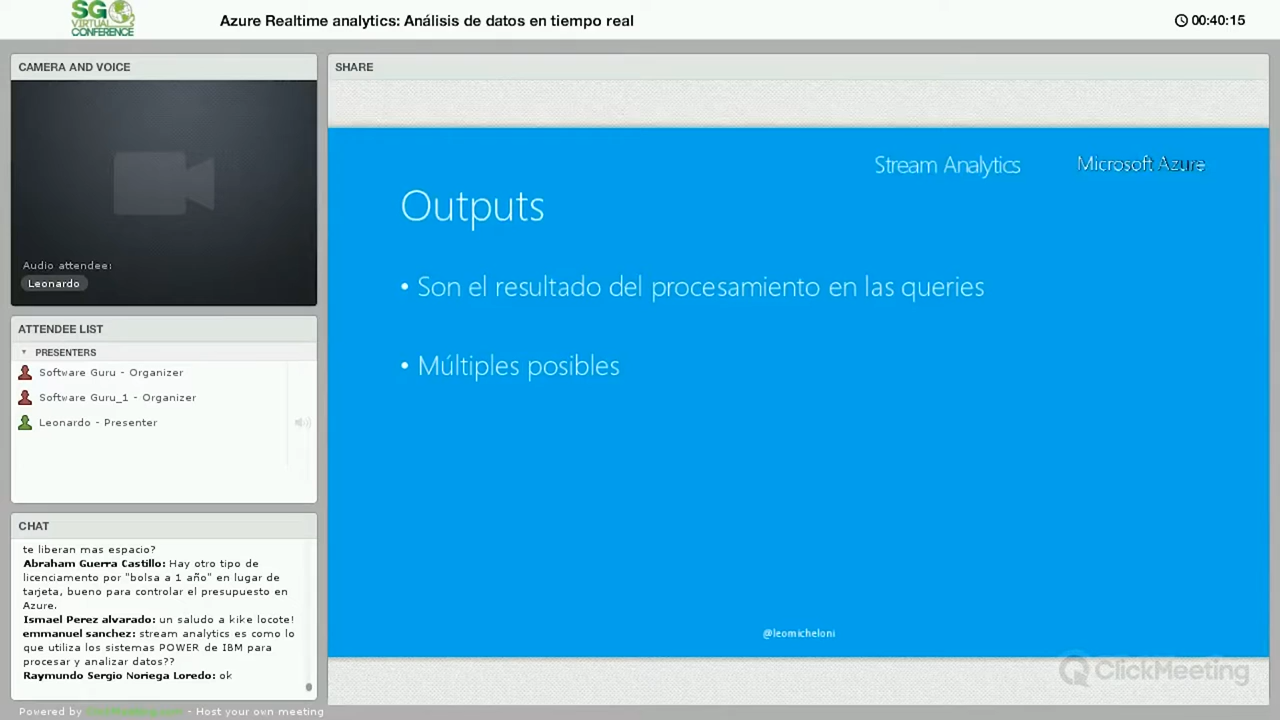 SG
VIRTUAL
CONFERENCE
Azure Realtime analytics: Análisis de datos en tiempo real
00:40:15
CAMERA AND VOICE
Audio attendee:
Leonardo
ATTENDEE LIST
PRESENTERS
Software Guru - Organizer
Software Guru_1 - Organizer
Leonardo - Presenter
CHAT
te liberan mas espacio?
Abraham Guerra Castillo: Hay otro tipo de
licenciamento por "bolsa a 1 año" en lugar de
tarjeta, bueno para controlar el presupuesto en
Azure.
Ismael Perez alvarado: un saludo a kike locote!
emmanuel sanchez: stream analytics es como lo
que utiliza los sistemas POWER de IBM para
procesar y analizar datos??
Raymundo Sergio Noriega Loredo: ok
Powered by ClickMeeting.com - Host your own meeting
SHARE
Stream Analytics
Microsoft Azure
Outputs
• Son el resultado del procesamiento en las queries
• Múltiples posibles
@leomicheloni
ClickMeeting